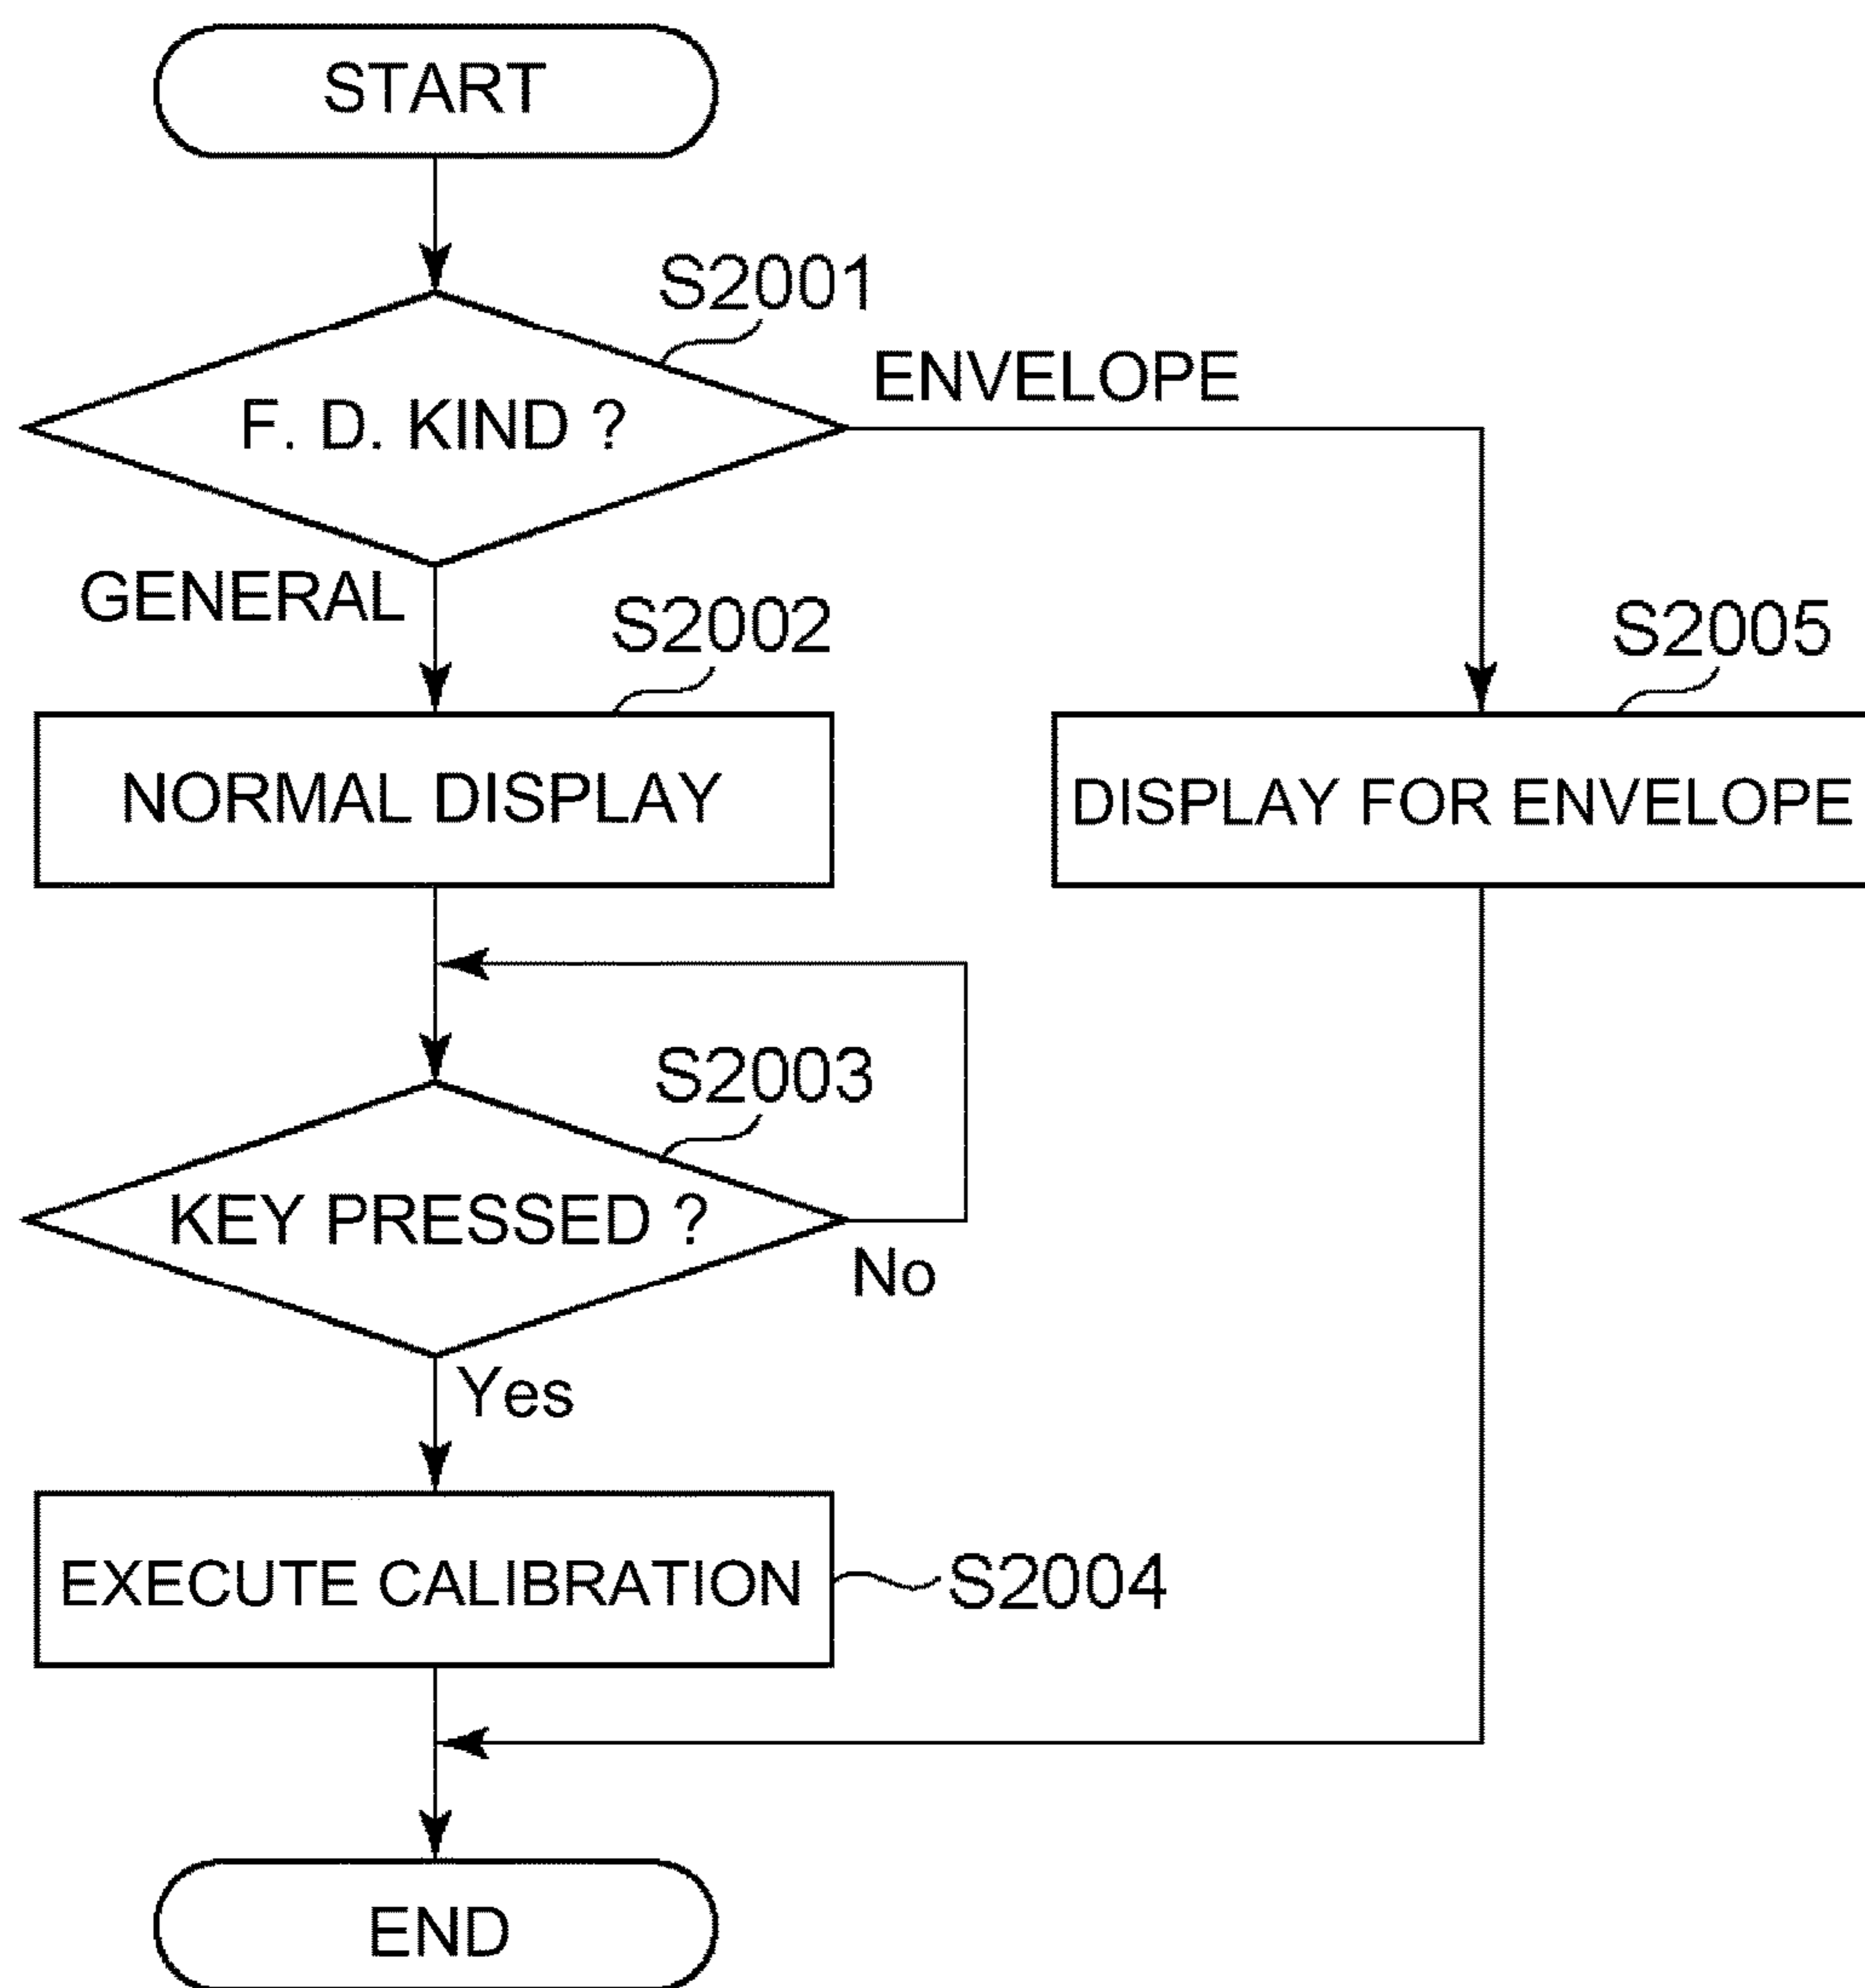 START
S2001
F. D. KIND ?
ENVELOPE
GENERAL
S2002
S2005
NORMAL DISPLAY
DISPLAY FOR ENVELOPE
S2003
KEY PRESSED ?
No
Yes
EXECUTE CALIBRATION
S2004
END